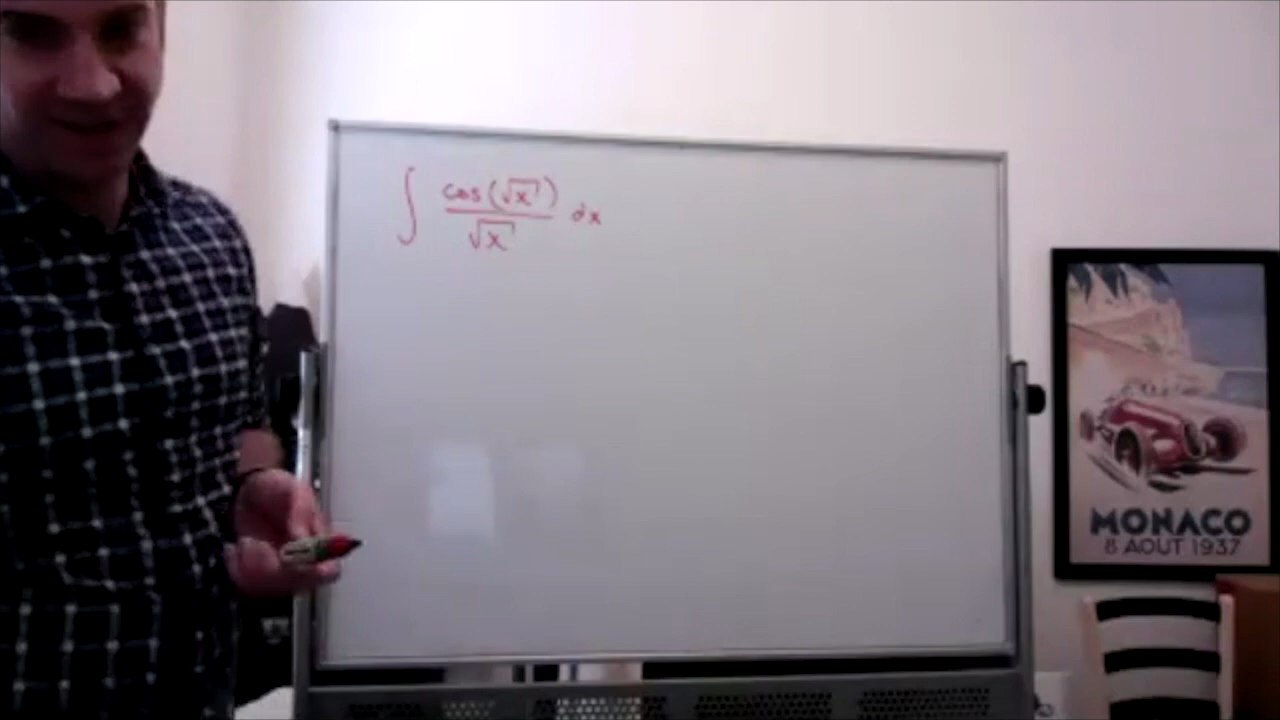 ∫ cos(√x) / √x dx
MONACO
8 AOUT 1937